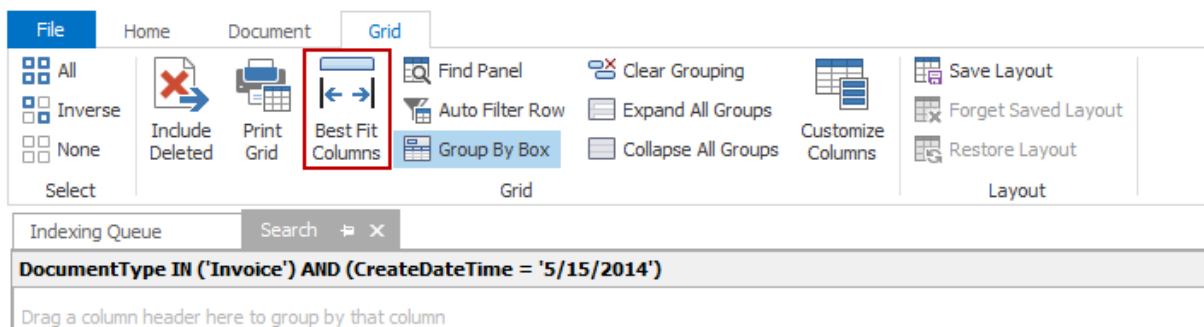 File Home Document Grid
All
Inverse
None
Select
Include
Deleted
Print
Grid
Best Fit
Columns
Find Panel
Auto Filter Row
Group By Box
Clear Grouping
Expand All Groups
Collapse All Groups
Customize
Columns
Grid
Save Layout
Forget Saved Layout
Restore Layout
Layout
Indexing Queue Search
DocumentType IN ('Invoice') AND (CreateDateTime = '5/15/2014')
Drag a column header here to group by that column